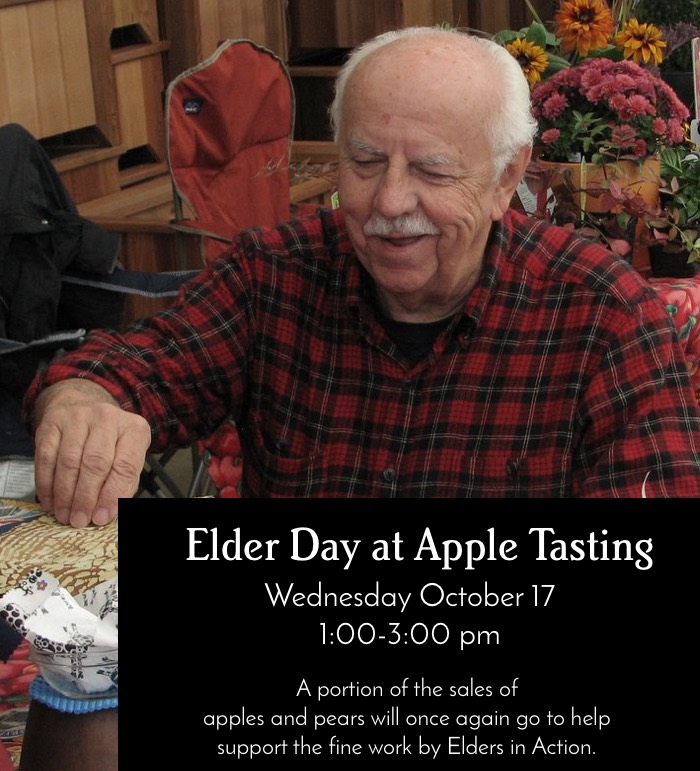 Elder Day at Apple Tasting
Wednesday October 17
1:00-3:00 pm
A portion of the sales of
apples and pears will once again go to help
support the fine work by Elders in Action.